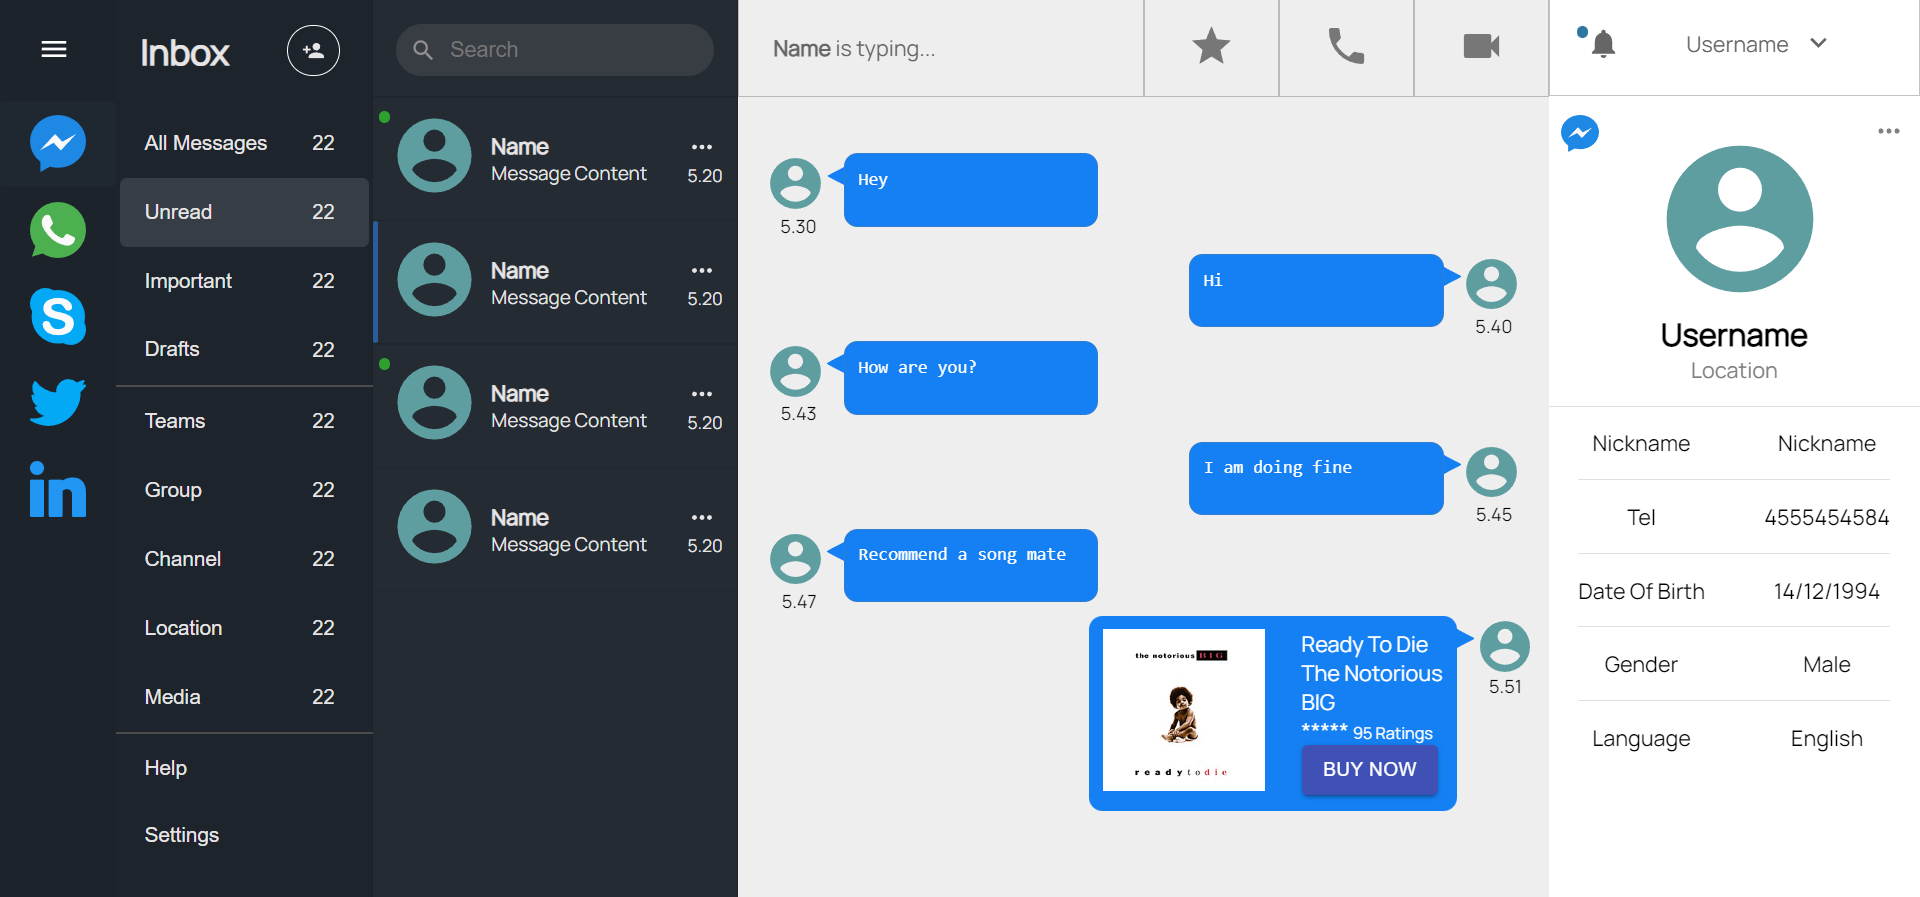 Inbox
All Messages 22
Unread 22
Important 22
Drafts 22
Teams 22
Group 22
Channel 22
Location 22
Media 22
Help
Settings
Search
Name
Message Content 5.20
Name
Message Content 5.20
Name
Message Content 5.20
Name
Message Content 5.20
Name is typing...
Hey
5.30
Hi
5.40
How are you?
5.43
I am doing fine
5.45
Recommend a song mate
5.47
the notorious BIG
readytodie
Ready To Die
The Notorious
BIG
***** 95 Ratings
BUY NOW
5.51
Username
Username
Location
Nickname Nickname
Tel 4555454584
Date Of Birth 14/12/1994
Gender Male
Language English